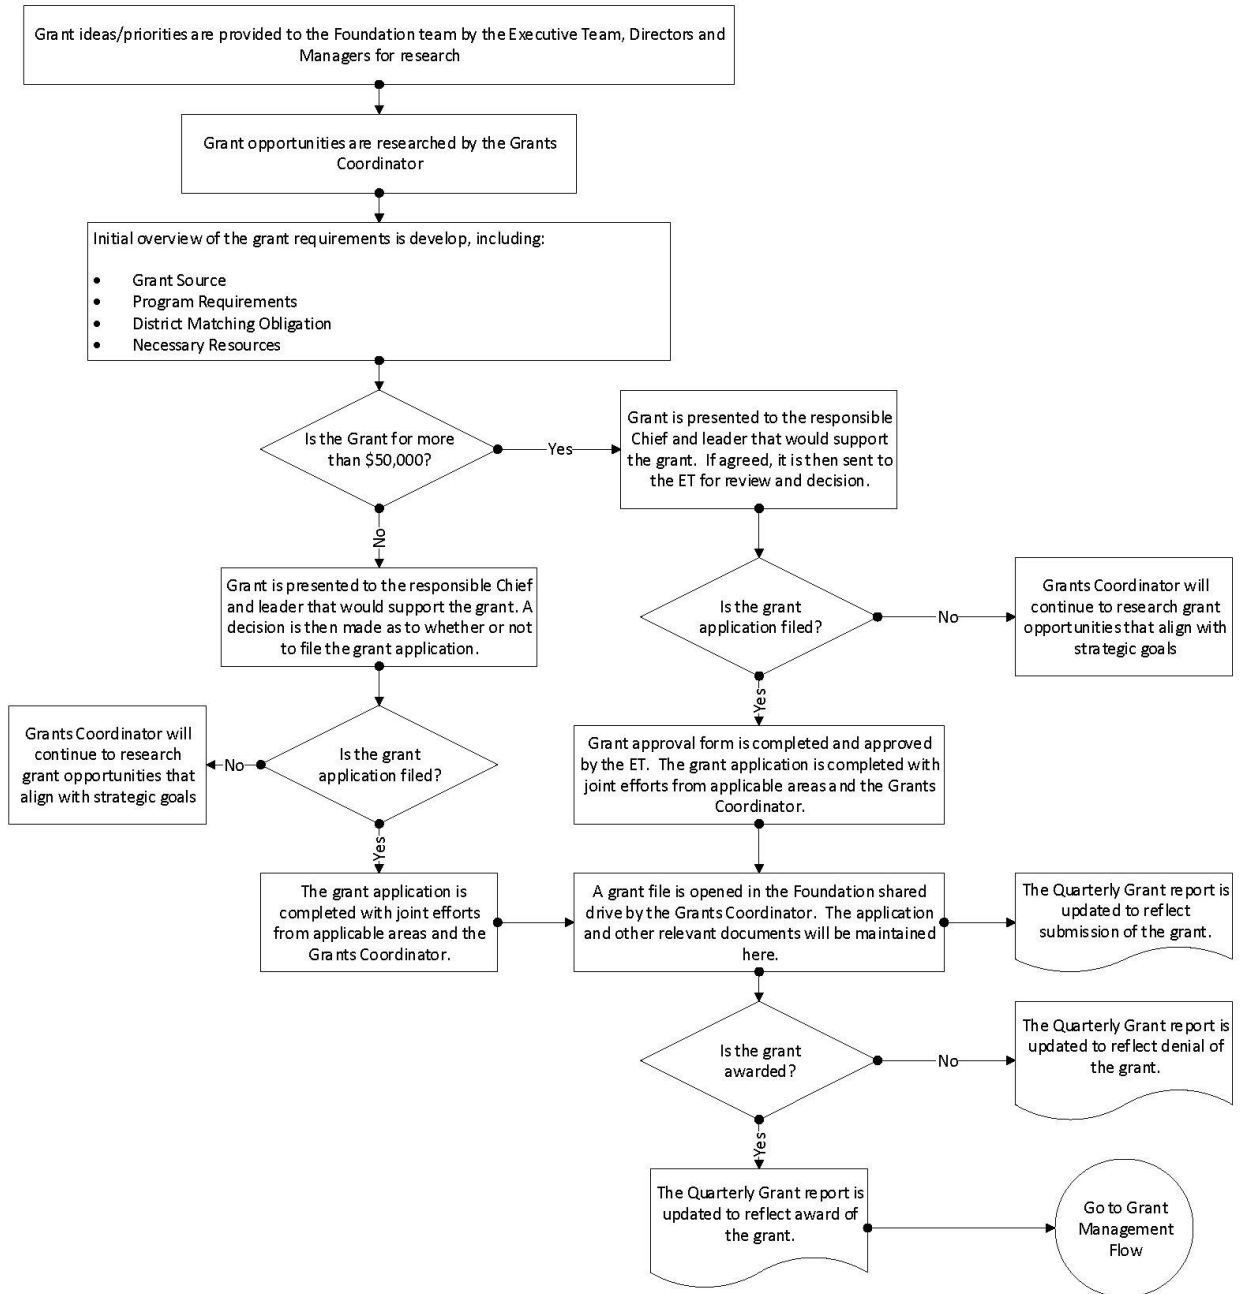 Grant ideas/priorities are provided to the Foundation team by the Executive Team, Directors and
Managers for research
Grant opportunities are researched by the Grants
Coordinator
Initial overview of the grant requirements is develop, including:
• Grant Source
• Program Requirements
• District Matching Obligation
• Necessary Resources
Is the Grant for more
than $50,000?
Yes
Grant is presented to the responsible
Chief and leader that would support
the grant. If agreed, it is then sent to
the ET for review and decision.
No
Grant is presented to the responsible Chief
and leader that would support the grant. A
decision is then made as to whether or not
to file the grant application.
Is the grant
application filed?
No
Grants Coordinator will
continue to research grant
opportunities that align with
strategic goals
Yes
Grants Coordinator will
continue to research
grant opportunities that
align with strategic goals
No
Is the grant
application filed?
Grant approval form is completed and approved
by the ET. The grant application is completed with
joint efforts from applicable areas and the Grants
Coordinator.
Yes
The grant application is
completed with joint efforts
from applicable areas and the
Grants Coordinator.
A grant file is opened in the Foundation shared
drive by the Grants Coordinator. The application
and other relevant documents will be maintained
here.
The Quarterly Grant report is
updated to reflect
submission of the grant.
Is the grant
awarded?
No
The Quarterly Grant report is
updated to reflect denial of
the grant.
Yes
The Quarterly Grant report is
updated to reflect award of
the grant.
Go to Grant
Management
Flow